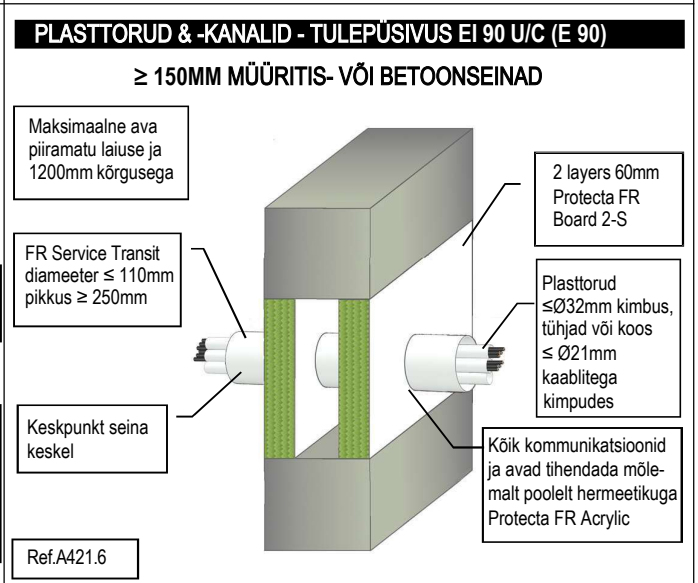 PLASTTORUD & -KANALID - TULEPÜSIVUS EI 90 U/C (E 90)
≥ 150MM MÜÜRITIS- VÕI BETOONSEINAD
Maksimaalne ava
piiramatu laiuse ja
1200mm kõrgusega
2 layers 60mm
Protecta FR
Board 2-S
FR Service Transit
diameeter ≤ 110mm
pikkus ≥ 250mm
Plasttorud
≤Ø32mm kimbus,
tühjad või koos
≤ Ø21mm
kaablitega
kimpudes
Keskpunkt seina
keskel
Kõik kommunikatsioonid
ja avad tihendada mõle-
malt poolelt hermeetikuga
Protecta FR Acrylic
Ref.A421.6